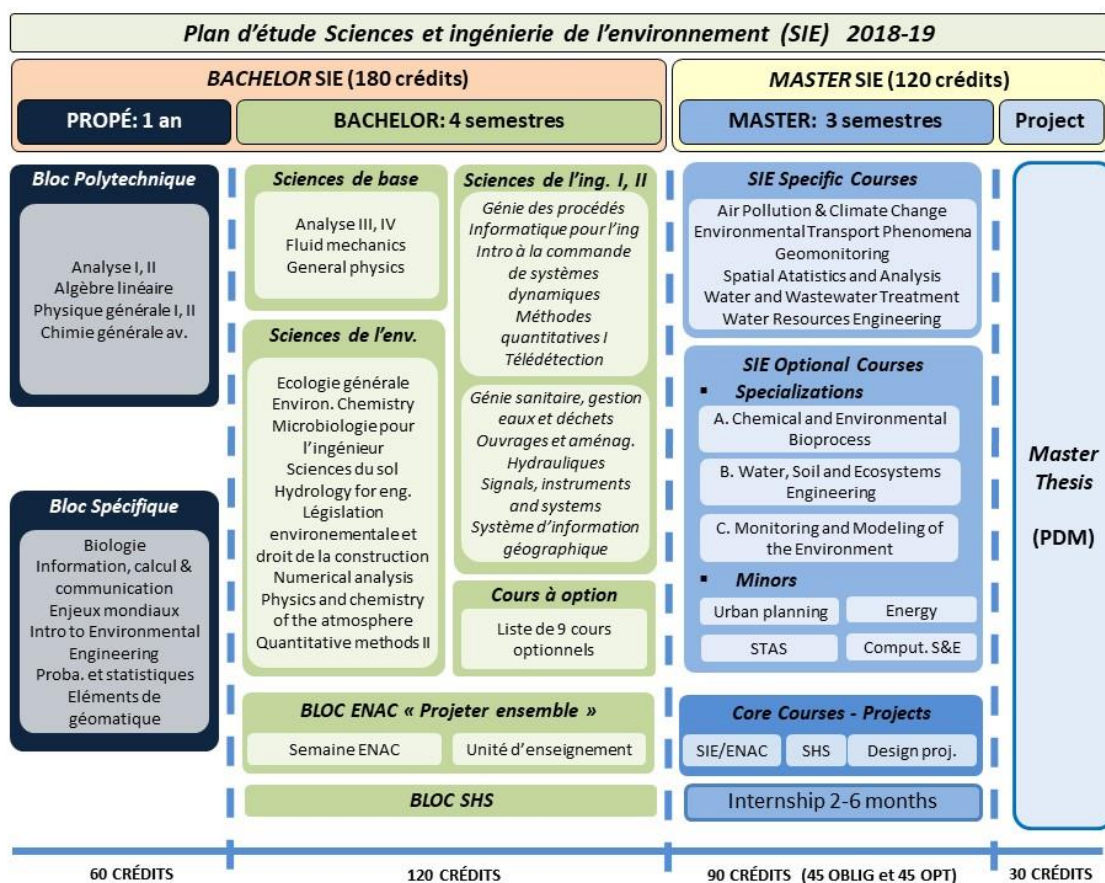 Plan d’étude Sciences et ingénierie de l’environnement (SIE) 2018-19
BACHELOR SIE (180 crédits)
MASTER SIE (120 crédits)
PROPÉ: 1 an
BACHELOR: 4 semestres
MASTER: 3 semestres
Project
Bloc Polytechnique
Analyse I, II
Algèbre linéaire
Physique générale I, II
Chimie générale av.
Bloc Spécifique
Biologie
Information, calcul &
communication
Enjeux mondiaux
Intro to Environmental
Engineering
Proba. et statistiques
Eléments de
géomatique
Sciences de base
Analyse III, IV
Fluid mechanics
General physics
Sciences de l’env.
Ecologie générale
Environ. Chemistry
Microbiologie pour
l’ingénieur
Sciences du sol
Hydrology for eng.
Législation
environementale et
droit de la construction
Numerical analysis
Physics and chemistry
of the atmosphere
Quantitative methods II
Sciences de l’ing. I, II
Génie des procédés
Informatique pour l’ing
Intro à la commande
de systèmes
dynamiques
Méthodes
quantitatives I
Télédétection
Génie sanitaire, gestion
eaux et déchets
Ouvrages et aménag.
Hydrauliques
Signals, instruments
and systems
Système d’information
géographique
Cours à option
Liste de 9 cours
optionnels
BLOC ENAC « Projeter ensemble »
Semaine ENAC
Unité d’enseignement
BLOC SHS
SIE Specific Courses
Air Pollution & Climate Change
Environmental Transport Phenomena
Geomonitoring
Spatial Atatistics and Analysis
Water and Wastewater Treatment
Water Resources Engineering
SIE Optional Courses
▪ Specializations
A. Chemical and Environmental
Bioprocess
B. Water, Soil and Ecosystems
Engineering
C. Monitoring and Modeling of
the Environment
▪ Minors
Urban planning
Energy
STAS
Comput. S&E
Core Courses - Projects
SIE/ENAC
SHS
Design proj.
Internship 2-6 months
Master
Thesis
(PDM)
60 CRÉDITS
120 CRÉDITS
90 CRÉDITS (45 OBLIG et 45 OPT)
30 CRÉDITS